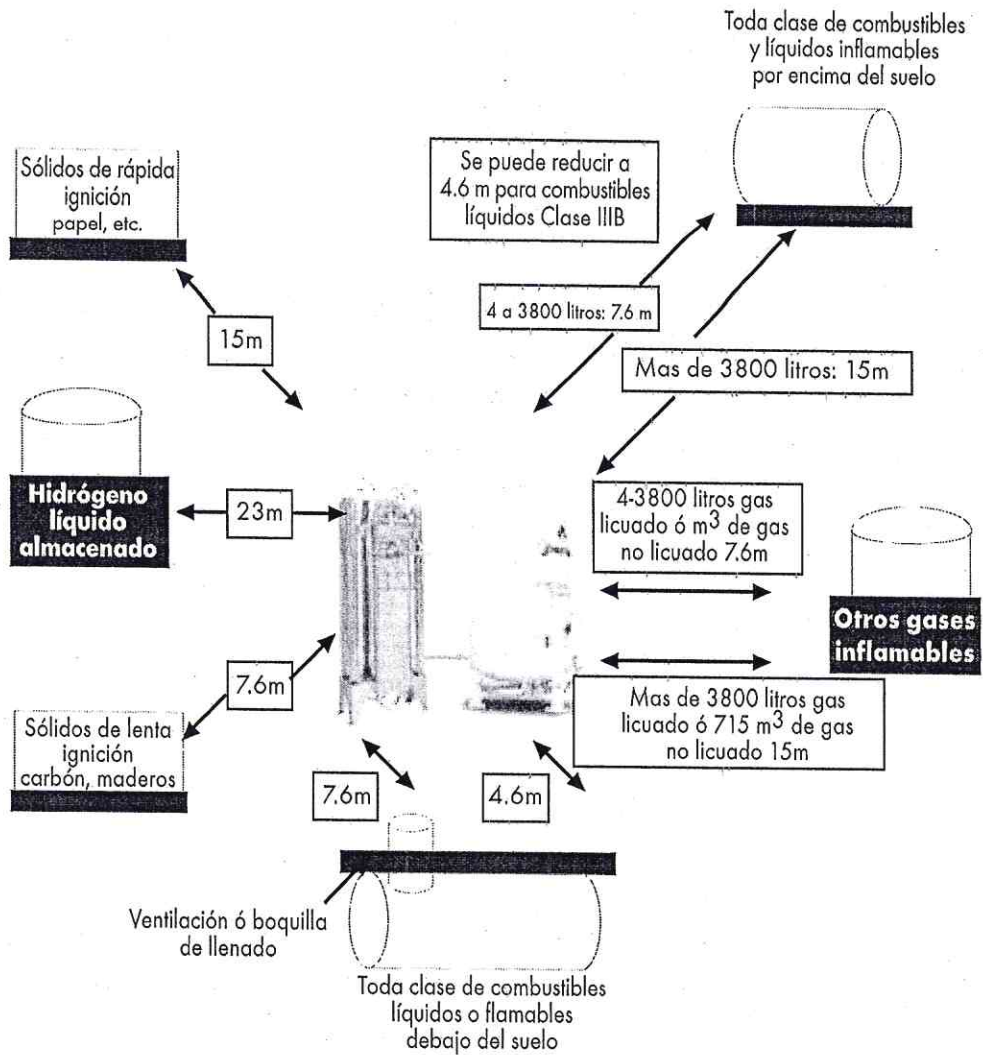 Toda clase de combustibles
y líquidos inflamables
por encima del suelo
Sólidos de rápida
ignición
papel, etc.
Se puede reducir a
4.6 m para combustibles
líquidos Clase IIIB
4 a 3800 litros: 7.6 m
15m
Mas de 3800 litros: 15m
Hidrógeno
líquido
almacenado
23m
4-3800 litros gas
licuado ó m³ de gas
no licuado 7.6m
Otros gases
inflamables
7.6m
Sólidos de lenta
ignición
carbón, maderos
Mas de 3800 litros gas
licuado ó 715 m³ de gas
no licuado 15m
7.6m
4.6m
Ventilación ó boquilla
de llenado
Toda clase de combustibles
líquidos o flamables
debajo del suelo